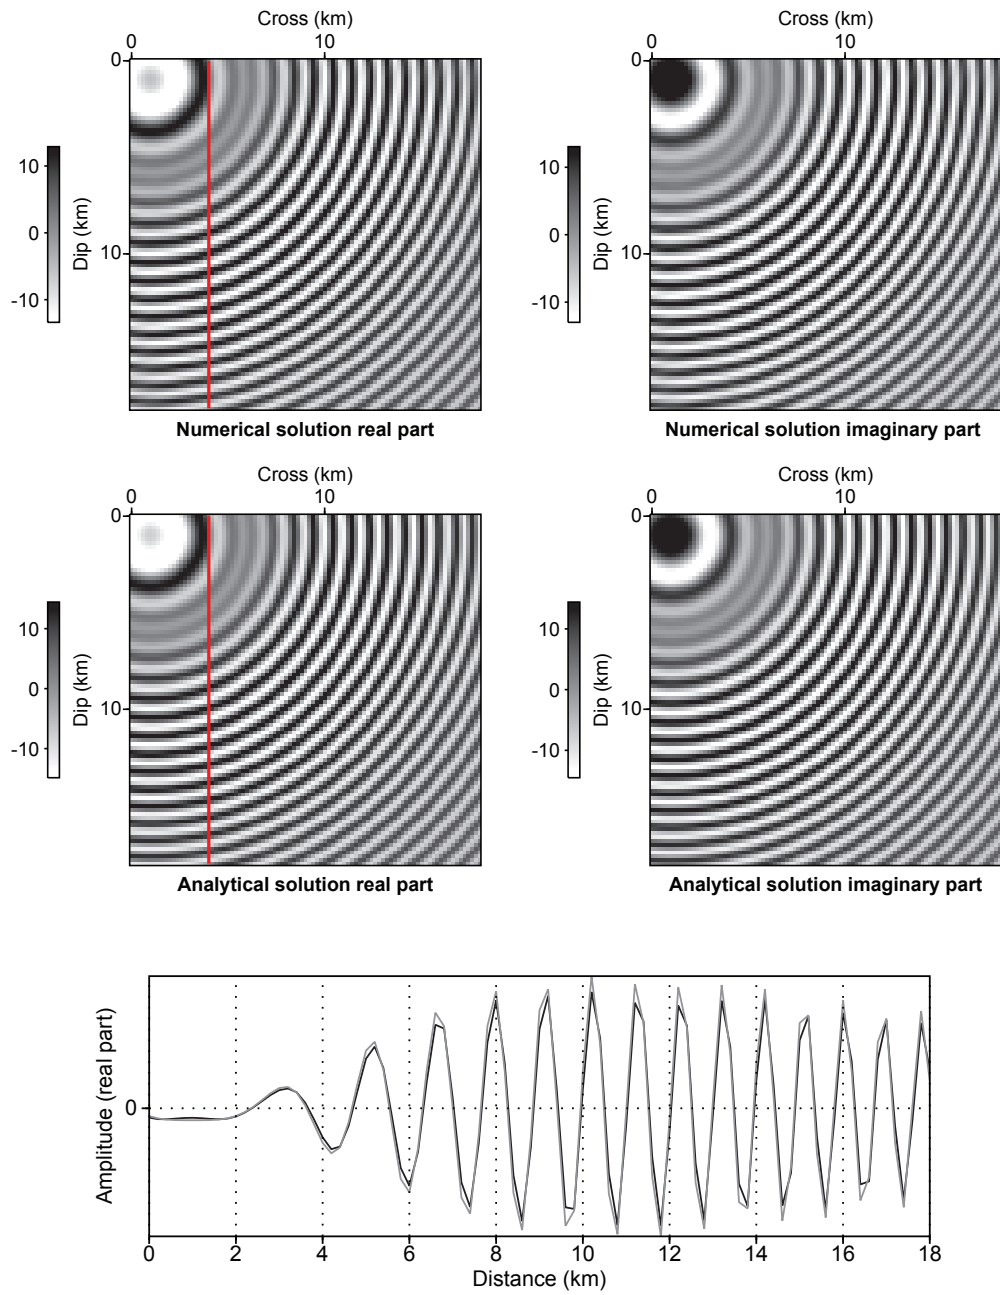 Cross (km)
0 10
0
10
10
0
-10
Dip (km)
Numerical solution real part
Cross (km)
0 10
0
10
10
0
-10
Dip (km)
Numerical solution imaginary part
Cross (km)
0 10
0
10
10
0
-10
Dip (km)
Analytical solution real part
Cross (km)
0 10
0
10
10
0
-10
Dip (km)
Analytical solution imaginary part
Amplitude (real part)
0
0 2 4 6 8 10 12 14 16 18
Distance (km)